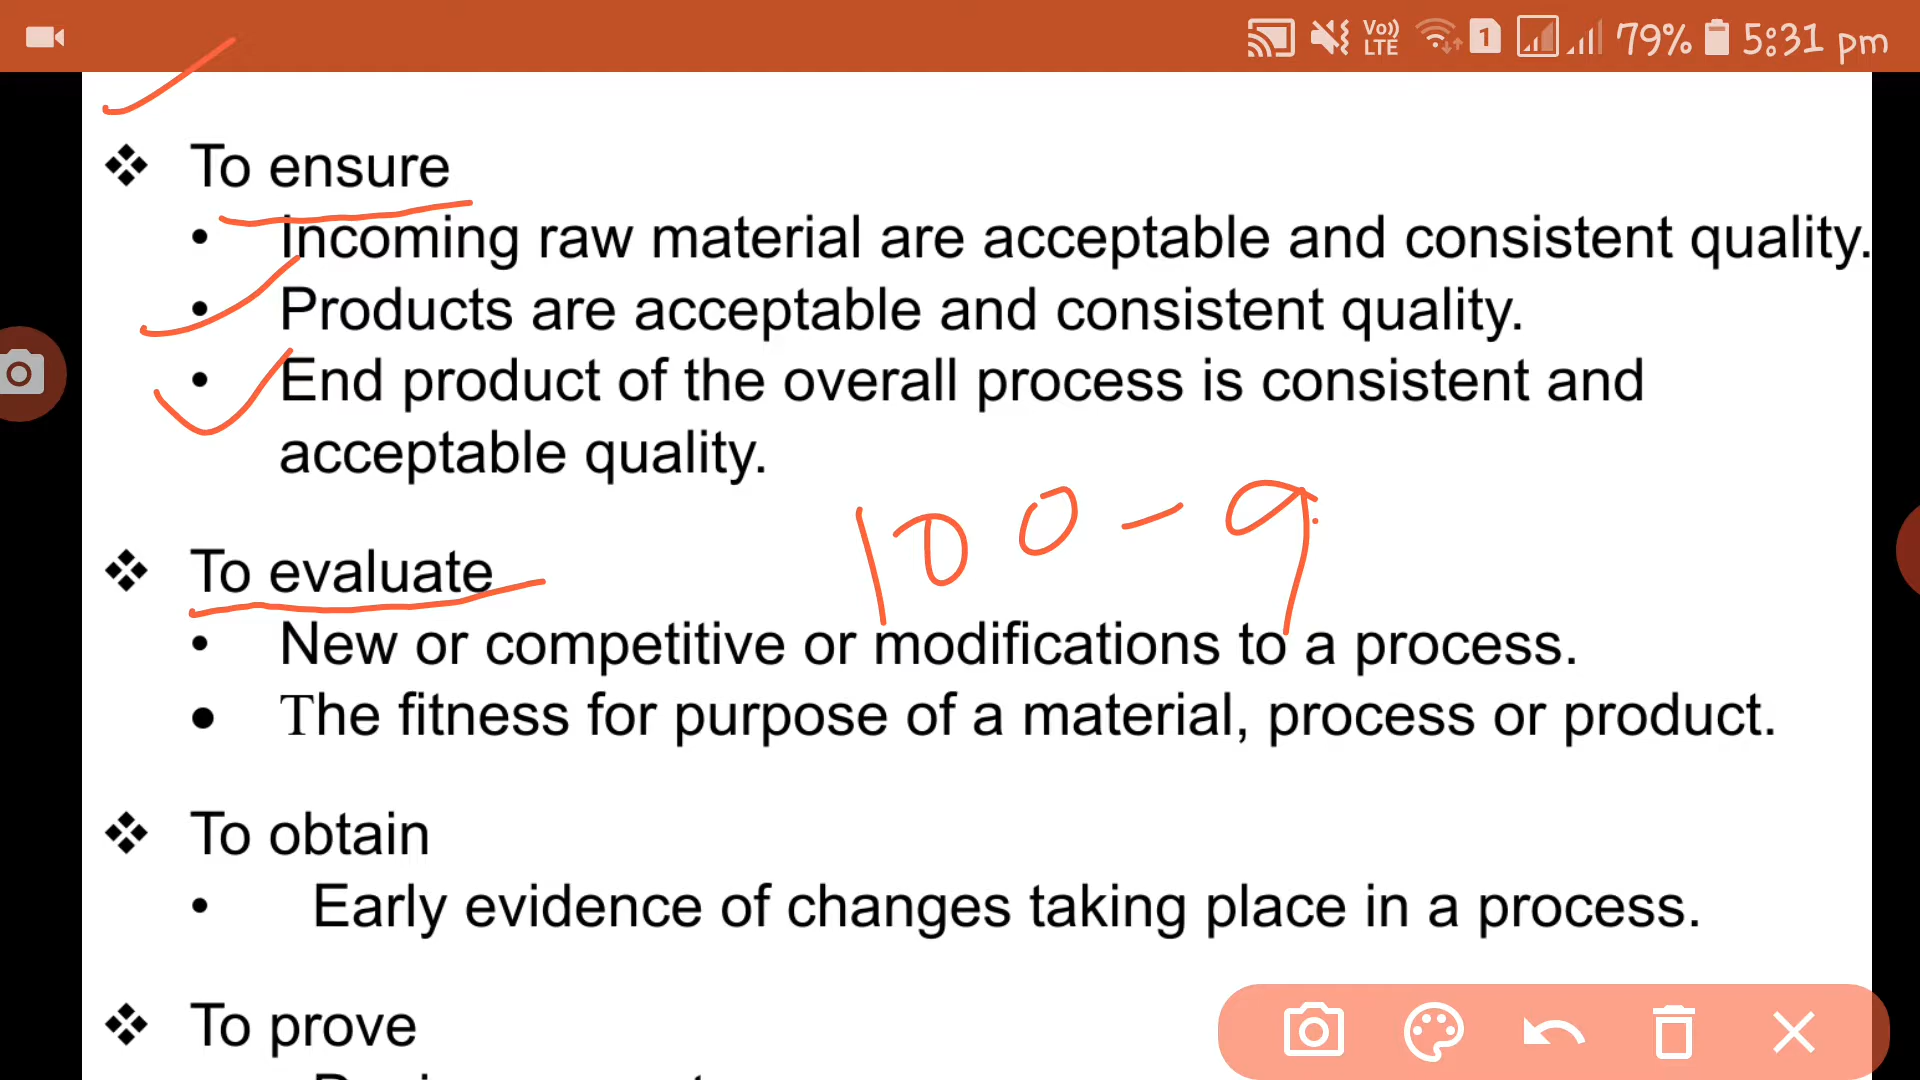 Vo) LTE 1 79% 5:31 pm
❖ To ensure
• Incoming raw material are acceptable and consistent quality.
• Products are acceptable and consistent quality.
• End product of the overall process is consistent and
acceptable quality.
100-9
❖ To evaluate
• New or competitive or modifications to a process.
• The fitness for purpose of a material, process or product.
❖ To obtain
• Early evidence of changes taking place in a process.
❖ To prove